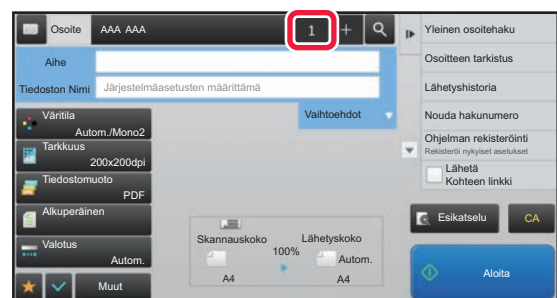 Osoite AAA AAA 1 +
Aihe
Tiedoston Nimi Järjestelmäasetusten määrittämä
Vaihtoehdot
Väritila
Autom./Mono2
Tarkkuus
200x200dpi
Tiedostomuoto
PDF
Alkuperäinen
Valotus
Autom.
Muut
Skannauskoko
100%
Lähetyskoko
Autom.
A4
A4
Yleinen osoitehaku
Osoitteen tarkistus
Lähetyshistoria
Nouda hakunumero
Ohjelman rekisteröinti
Rekisteröi nykyiset asetukset
Lähetä
Kohteen linkki
Esikatselu
CA
Aloita